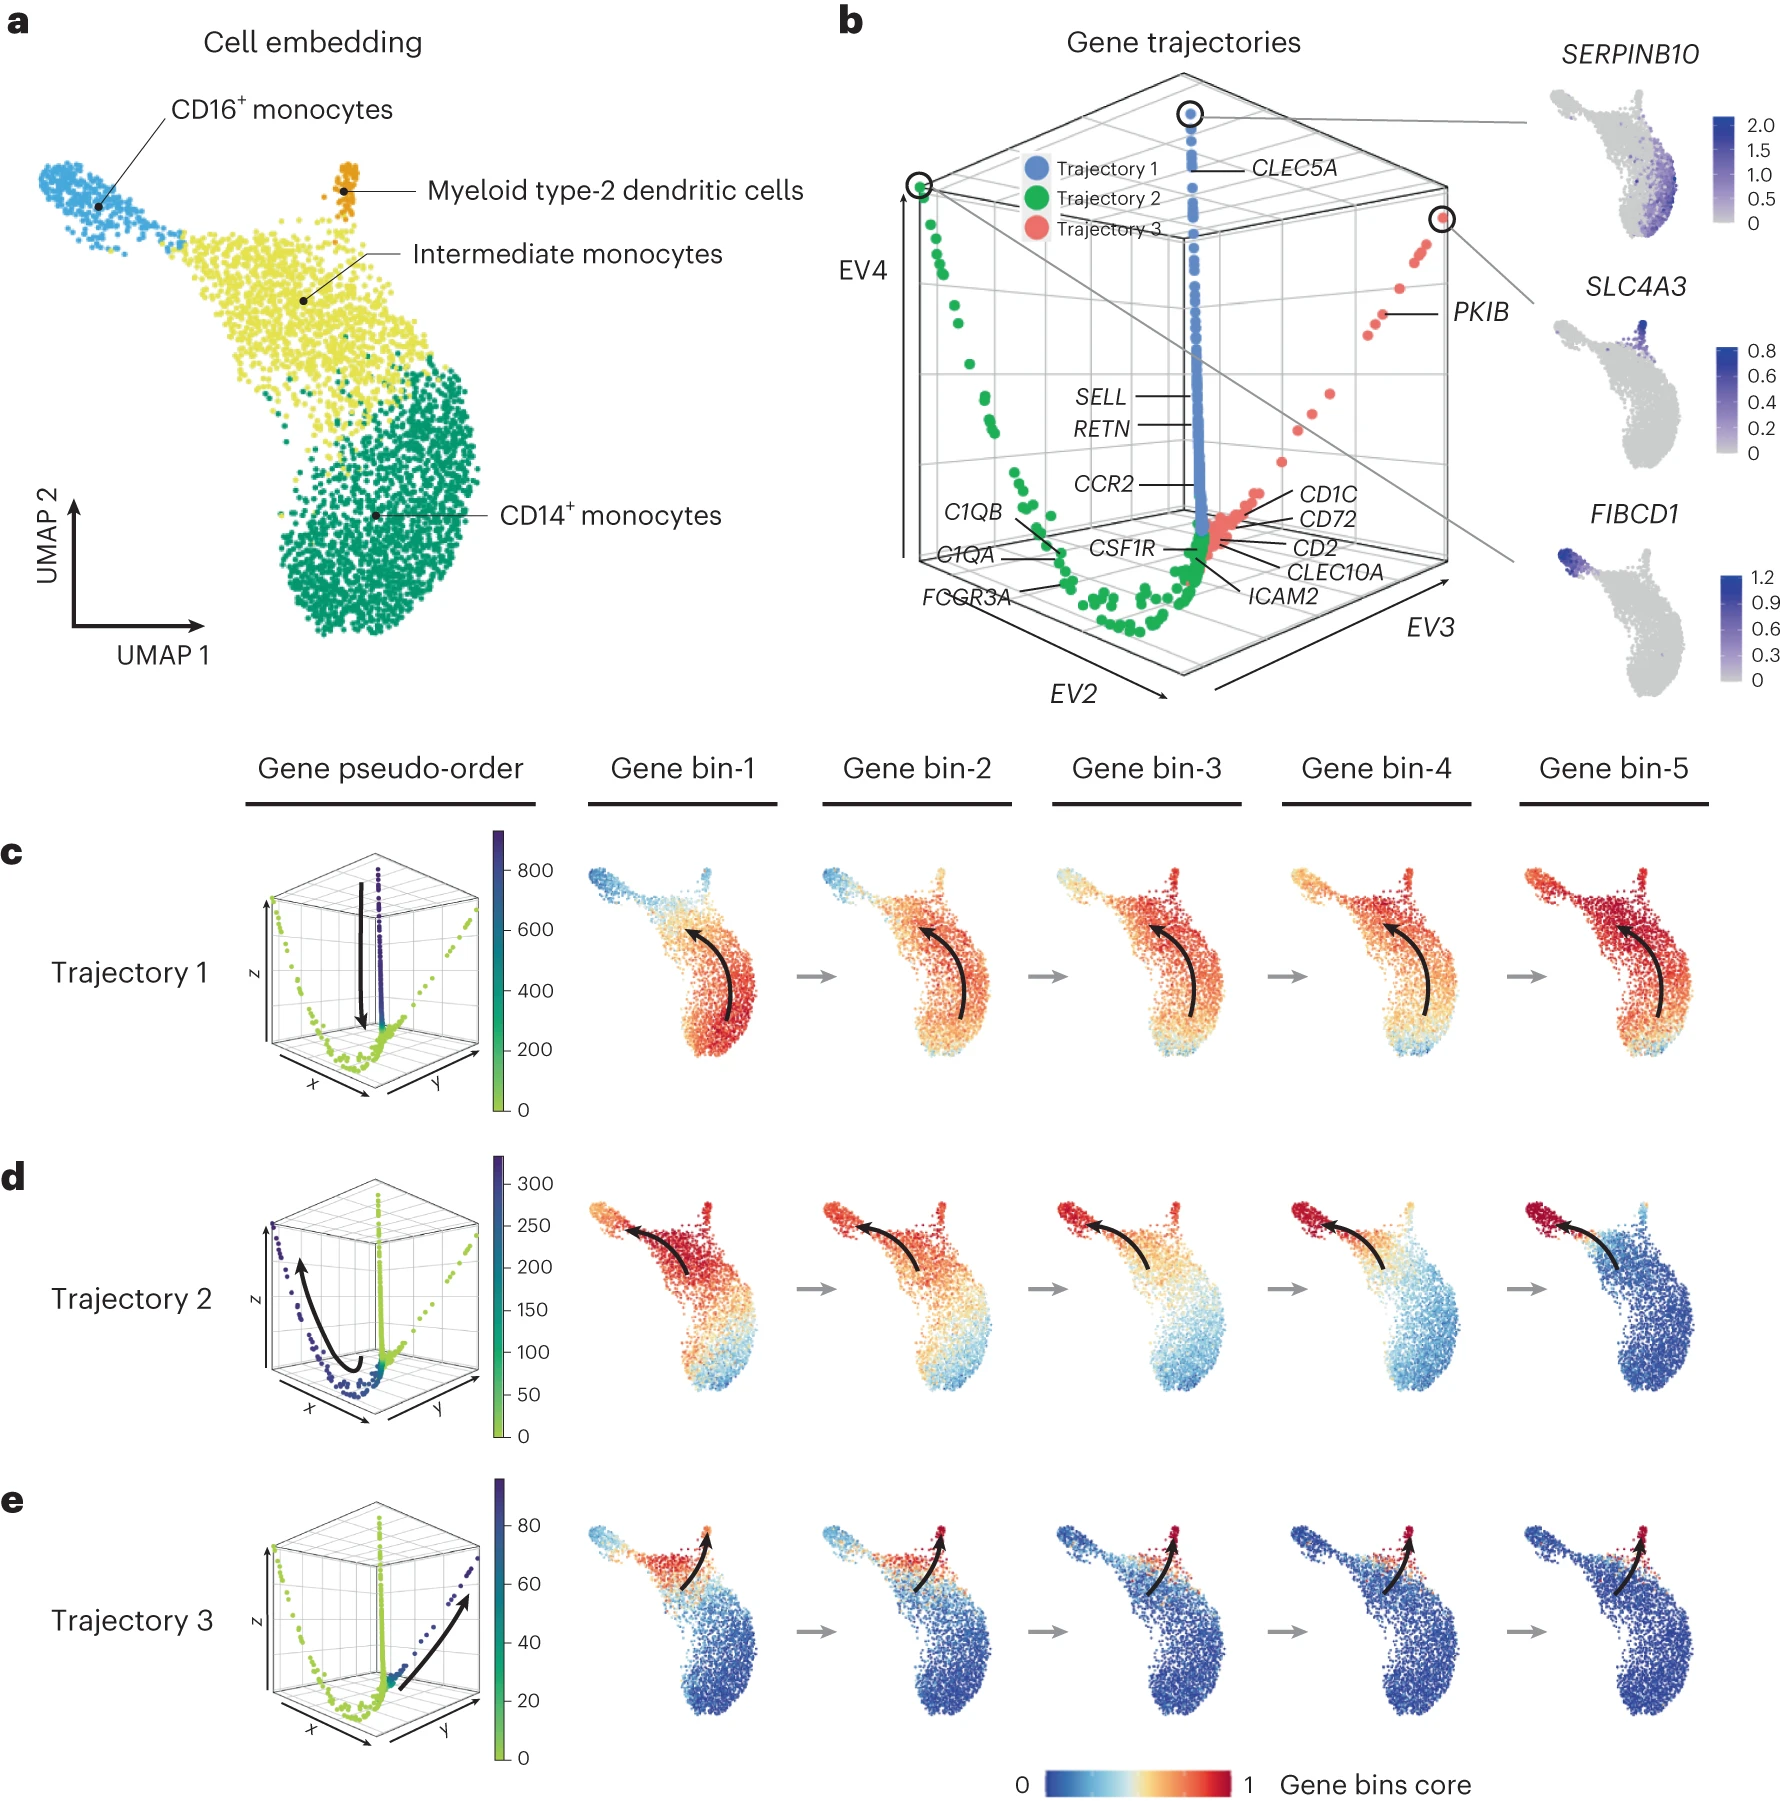 a
Cell embedding
CD16+ monocytes
Myeloid type-2 dendritic cells
Intermediate monocytes
CD14+ monocytes
UMAP 2
UMAP 1
b
Gene trajectories
Trajectory 1
Trajectory 2
Trajectory 3
CLEC5A
EV4
PKIB
SELL
RETN
CCR2
C1QB
C1QA
FCGR3A
CSF1R
CD1C
CD72
CD2
CLEC10A
ICAM2
EV3
EV2
SERPINB10
2.0
1.5
1.0
0.5
0
SLC4A3
0.8
0.6
0.4
0.2
0
FIBCD1
1.2
0.9
0.6
0.3
0
Gene pseudo-order
Gene bin-1
Gene bin-2
Gene bin-3
Gene bin-4
Gene bin-5
c
Trajectory 1
z
x
y
800
600
400
200
0
d
Trajectory 2
z
x
y
300
250
200
150
100
50
0
e
Trajectory 3
z
x
y
80
60
40
20
0
0
1
Gene bins core